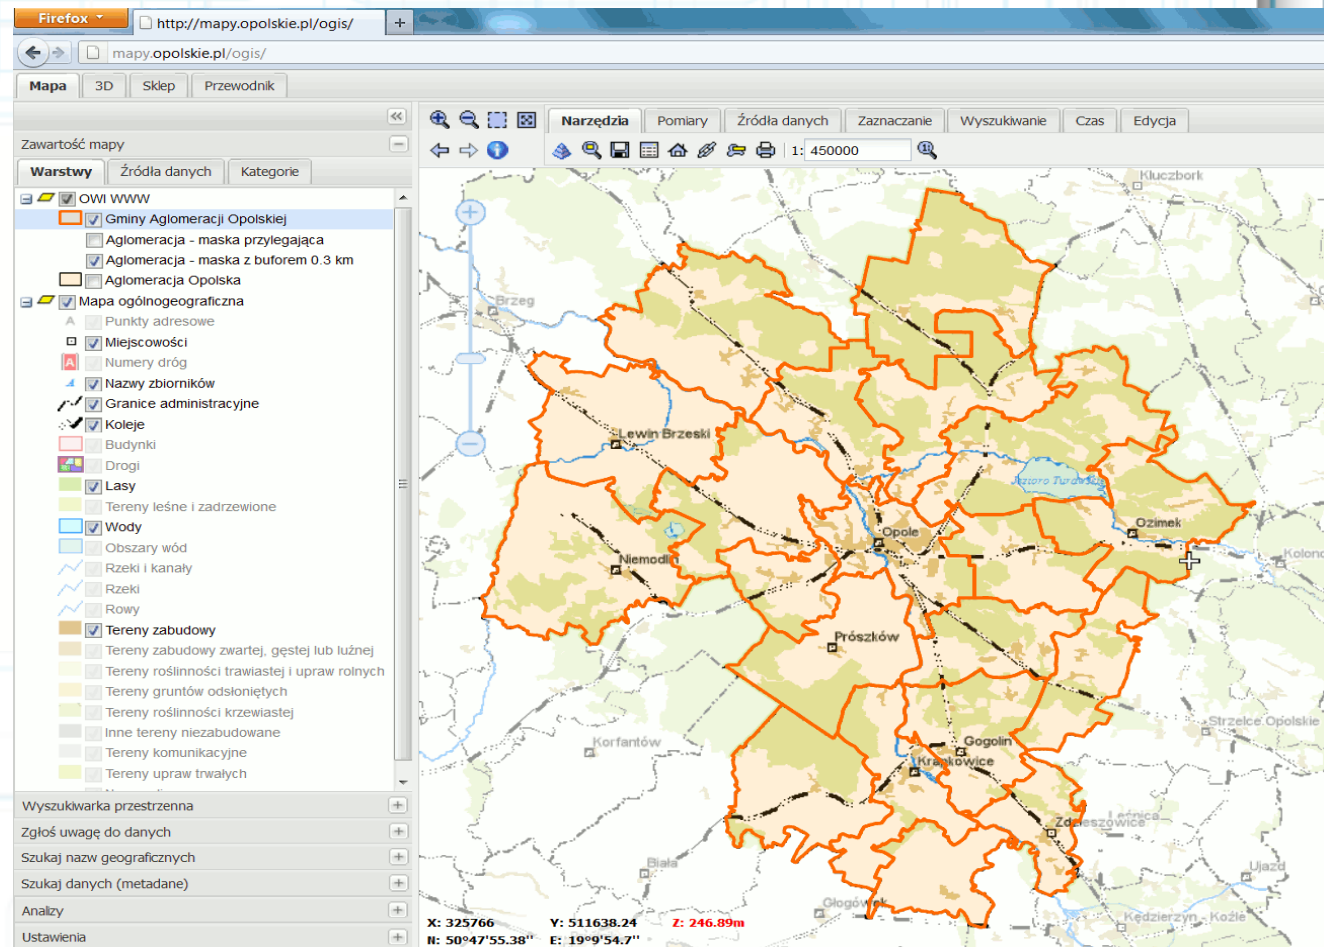 Firefox
http://mapy.opolskie.pl/ogis/
mapy.opolskie.pl/ogis/
Mapa 3D Sklep Przewodnik
Zawartość mapy
Warstwy Źródła danych Kategorie
OWI WWW
Gminy Aglomeracji Opolskiej
Aglomeracja - maska przylegająca
Aglomeracja - maska z buforem 0.3 km
Aglomeracja Opolska
Mapa ogólnogeograficzna
A Punkty adresowe
Miejscowości
A Numery dróg
Nazwy zbiorników
Granice administracyjne
Koleje
Budynki
Drogi
Lasy
Tereny leśne i zadrzewione
Wody
Obszary wód
Rzeki i kanały
Rzeki
Rowy
Tereny zabudowy
Tereny zabudowy zwartej, gęstej lub luźnej
Tereny roślinności trawiastej i upraw rolnych
Tereny gruntów odsłoniętych
Tereny roślinności krzewiastej
Inne tereny niezabudowane
Tereny komunikacyjne
Tereny upraw trwałych
Wyszukiwarka przestrzenna
Zgłoś uwagę do danych
Szukaj nazw geograficznych
Szukaj danych (metadane)
Analizy
Ustawienia
Narzędzia Pomiary Źródła danych Zaznaczanie Wyszukiwanie Czas Edycja
1: 450000
Kluczbork
Brzeg
Lewin Brzeski
Jezioro Turawskie
Ozimek
Opole
Kolono
Niemodlin
Prószków
Strzelce Opolskie
Korfantów
Gogolin
Krapkowice
Zdzieszowice
Leśnica
Biała
Ujazd
Głogówek
Kędzierzyn - Koźle
X: 325766 Y: 511638.24 Z: 246.89m
N: 50°47'55.38'' E: 19°9'54.7''